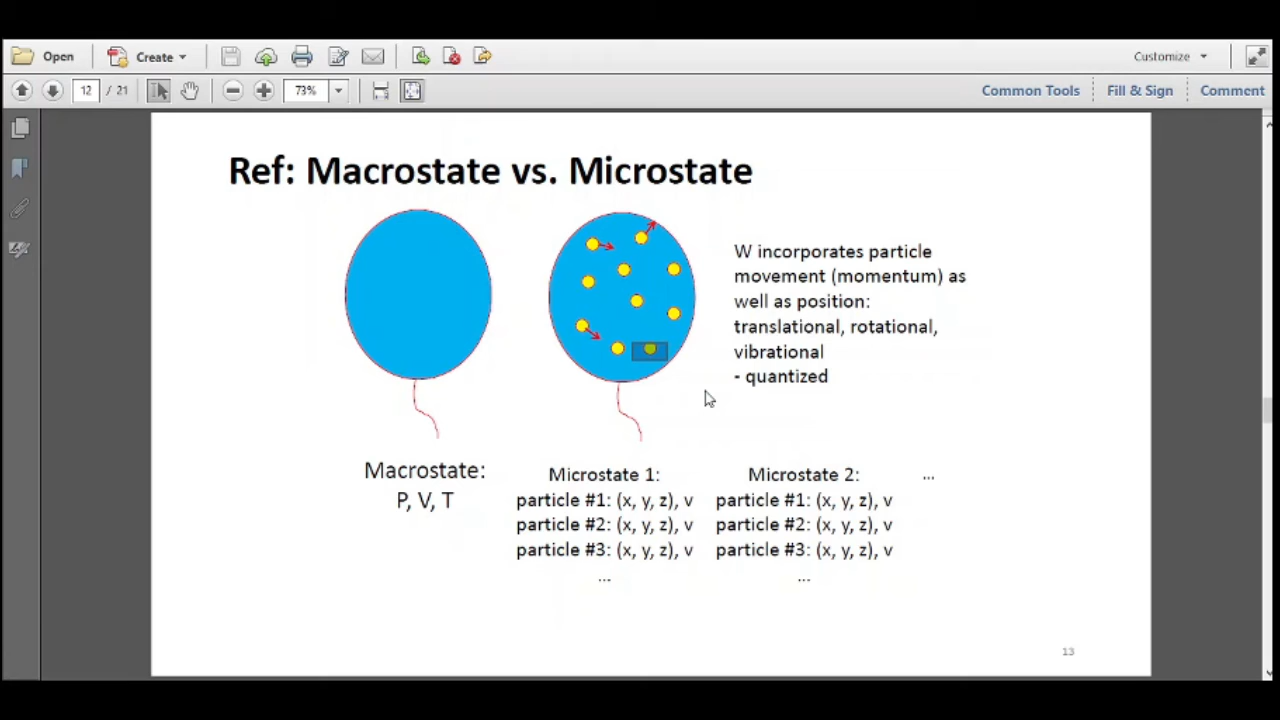 Open
Create
12 / 21
73%
Customize
Common Tools
Fill & Sign
Comment
Ref: Macrostate vs. Microstate
W incorporates particle
movement (momentum) as
well as position:
translational, rotational,
vibrational
- quantized
Macrostate:
P, V, T
Microstate 1:
particle #1: (x, y, z), v
particle #2: (x, y, z), v
particle #3: (x, y, z), v
...
Microstate 2:
particle #1: (x, y, z), v
particle #2: (x, y, z), v
particle #3: (x, y, z), v
...
...
13